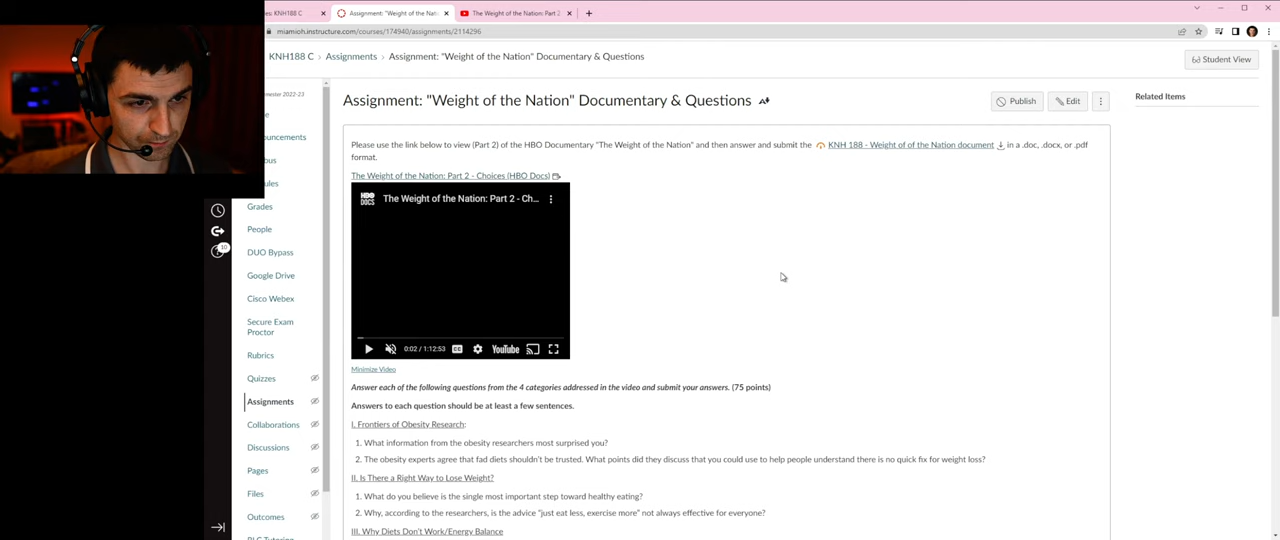 es: KNH188 C
Assignment: "Weight of the Nati
The Weight of the Nation: Part 2
miamioh.instructure.com/courses/174940/assignments/2114296
KNH188 C › Assignments › Assignment: "Weight of the Nation" Documentary & Questions
Student View
emester 2022-23
Assignment: "Weight of the Nation" Documentary & Questions
Publish
Edit
Related Items
Please use the link below to view (Part 2) of the HBO Documentary "The Weight of the Nation" and then answer and submit the KNH 188 - Weight of of the Nation document in a .doc, .docx, or .pdf
format.
The Weight of the Nation: Part 2 - Choices (HBO Docs)
HBO DOCS
The Weight of the Nation: Part 2 - Ch...
0:02 / 1:12:53
YouTube
Minimize Video
Answer each of the following questions from the 4 categories addressed in the video and submit your answers. (75 points)
Answers to each question should be at least a few sentences.
I. Frontiers of Obesity Research:
1. What information from the obesity researchers most surprised you?
2. The obesity experts agree that fad diets shouldn't be trusted. What points did they discuss that you could use to help people understand there is no quick fix for weight loss?
II. Is There a Right Way to Lose Weight?
1. What do you believe is the single most important step toward healthy eating?
2. Why, according to the researchers, is the advice "just eat less, exercise more" not always effective for everyone?
III. Why Diets Don't Work/Energy Balance
e
nouncements
bus
ules
Grades
People
DUO Bypass
Google Drive
Cisco Webex
Secure Exam
Proctor
Rubrics
Quizzes
Assignments
Collaborations
Discussions
Pages
Files
Outcomes
10